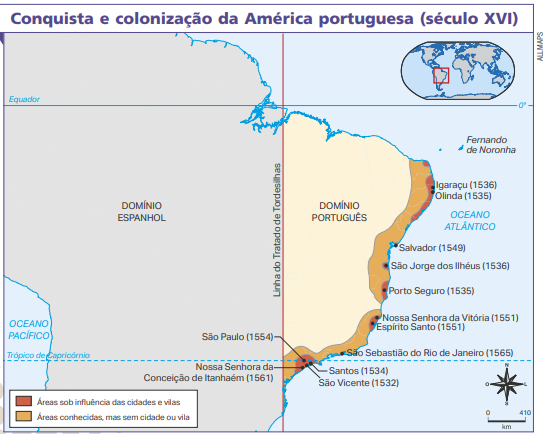 Conquista e colonização da América portuguesa (século XVI)
ALLMAPS
Equador
0°
Fernando
de Noronha
Linha do Tratado de Tordesilhas
DOMÍNIO
ESPANHOL
DOMÍNIO
PORTUGUÊS
Igaraçu (1536)
Olinda (1535)
OCEANO
ATLÂNTICO
Salvador (1549)
São Jorge dos Ilhéus (1536)
Porto Seguro (1535)
Nossa Senhora da Vitória (1551)
Espírito Santo (1551)
OCEANO
PACÍFICO
São Paulo (1554)
São Sebastião do Rio de Janeiro (1565)
Trópico de Capricórnio
Nossa Senhora da
Conceição de Itanhaém (1561)
Santos (1534)
São Vicente (1532)
N
O
L
S
Áreas sob influência das cidades e vilas
Áreas conhecidas, mas sem cidade ou vila
0 410
km